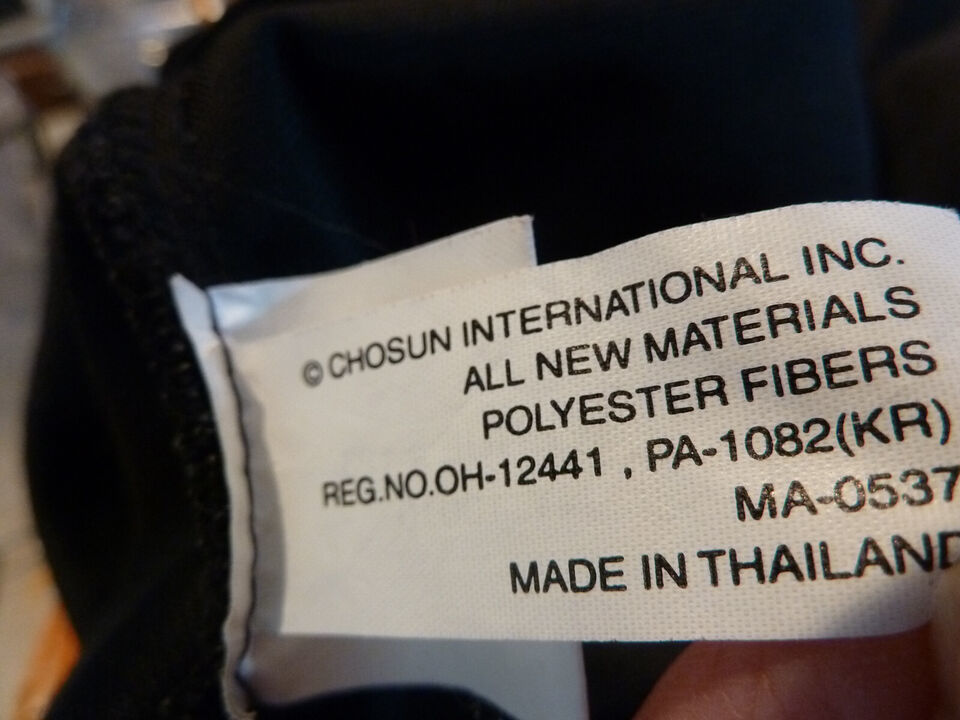 © CHOSUN INTERNATIONAL INC.
ALL NEW MATERIALS
POLYESTER FIBERS
REG.NO.OH-12441 , PA-1082(KR)
MA-0537
MADE IN THAILAND